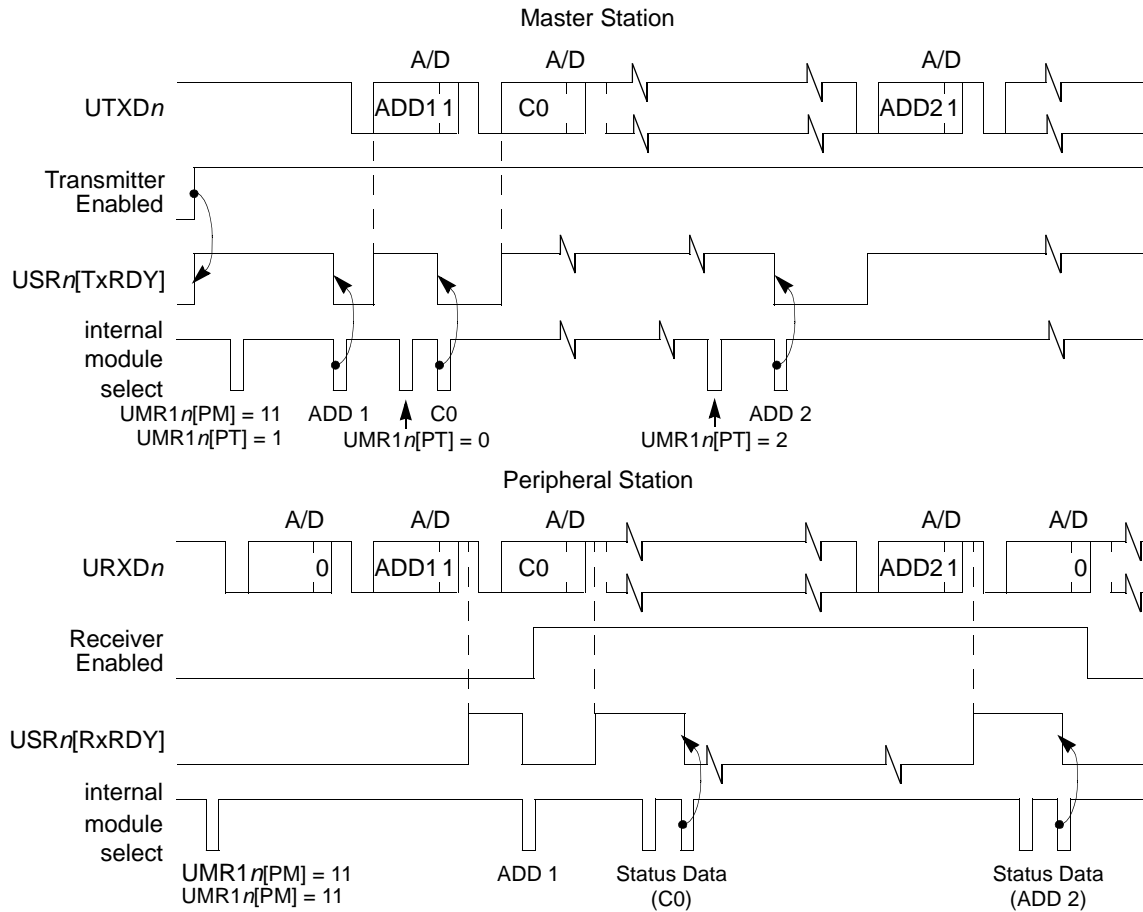 Master Station
A/D A/D A/D
UTXDn ADD1 1 C0 ADD2 1
Transmitter
Enabled
USRn[TxRDY]
internal
module
select
UMR1n[PM] = 11 ADD 1 C0 ADD 2
UMR1n[PT] = 1 UMR1n[PT] = 0 UMR1n[PT] = 2
Peripheral Station
A/D A/D A/D A/D A/D
URXDn 0 ADD1 1 C0 ADD2 1 0
Receiver
Enabled
USRn[RxRDY]
internal
module
select
UMR1n[PM] = 11 ADD 1 Status Data Status Data
UMR1n[PM] = 11 (C0) (ADD 2)